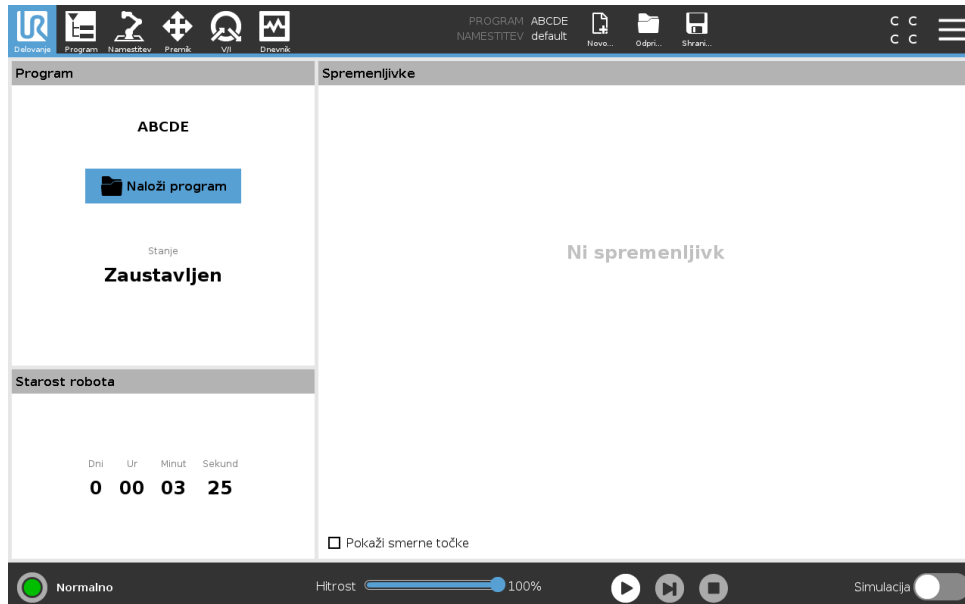 UR
PROGRAM ABCDE
NAMESTITEV default
C C
C C
Delovanje Program Namestitev Premik V/I Dnevnik Novo... Odpri... Shrani...
Program
ABCDE
Naloži program
Stanje
Zaustavljen
Starost robota
Dni Ur Minut Sekund
0 00 03 25
Spremenljivke
Ni spremenljivk
Pokaži smerne točke
Normalno
Hitrost 100%
Simulacija